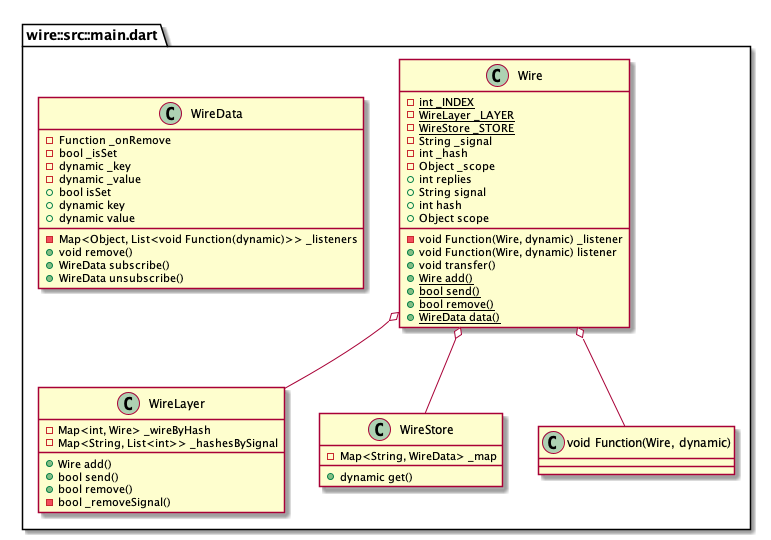 wire::src::main.dart
C WireData
Function _onRemove
bool _isSet
dynamic _key
dynamic _value
bool isSet
dynamic key
dynamic value
Map<Object, List<void Function(dynamic)>> _listeners
void remove()
WireData subscribe()
WireData unsubscribe()
C Wire
int _INDEX
WireLayer _LAYER
WireStore _STORE
String _signal
int _hash
Object _scope
int replies
String signal
int hash
Object scope
void Function(Wire, dynamic) _listener
void Function(Wire, dynamic) listener
void transfer()
Wire add()
bool send()
bool remove()
WireData data()
C WireLayer
Map<int, Wire> _wireByHash
Map<String, List<int>> _hashesBySignal
Wire add()
bool send()
bool remove()
bool _removeSignal()
C WireStore
Map<String, WireData> _map
dynamic get()
C void Function(Wire, dynamic)